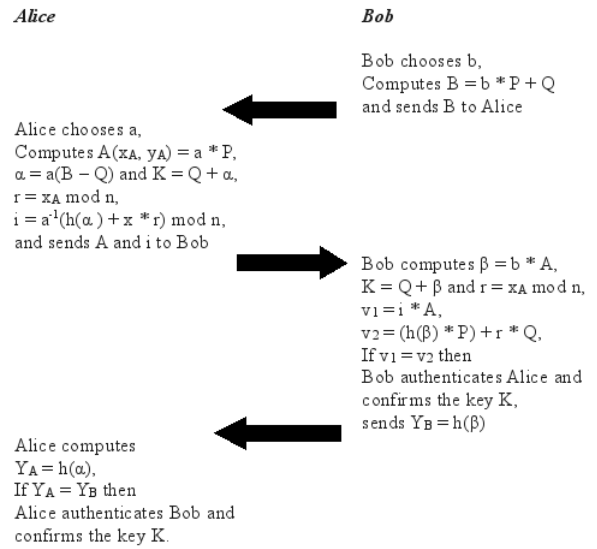 Alice
Bob
Bob chooses b,
Computes B = b * P + Q
and sends B to Alice
Alice chooses a,
Computes A(xA, yA) = a * P,
α = a(B − Q) and K = Q + α,
r = xA mod n,
i = a-1(h(α ) + x * r) mod n,
and sends A and i to Bob
Bob computes β = b * A,
K = Q + β and r = xA mod n,
v1 = i * A,
v2 = (h(β) * P) + r * Q,
If v1 = v2 then
Bob authenticates Alice and
confirms the key K,
sends YB = h(β)
Alice computes
YA = h(α),
If YA = YB then
Alice authenticates Bob and
confirms the key K.